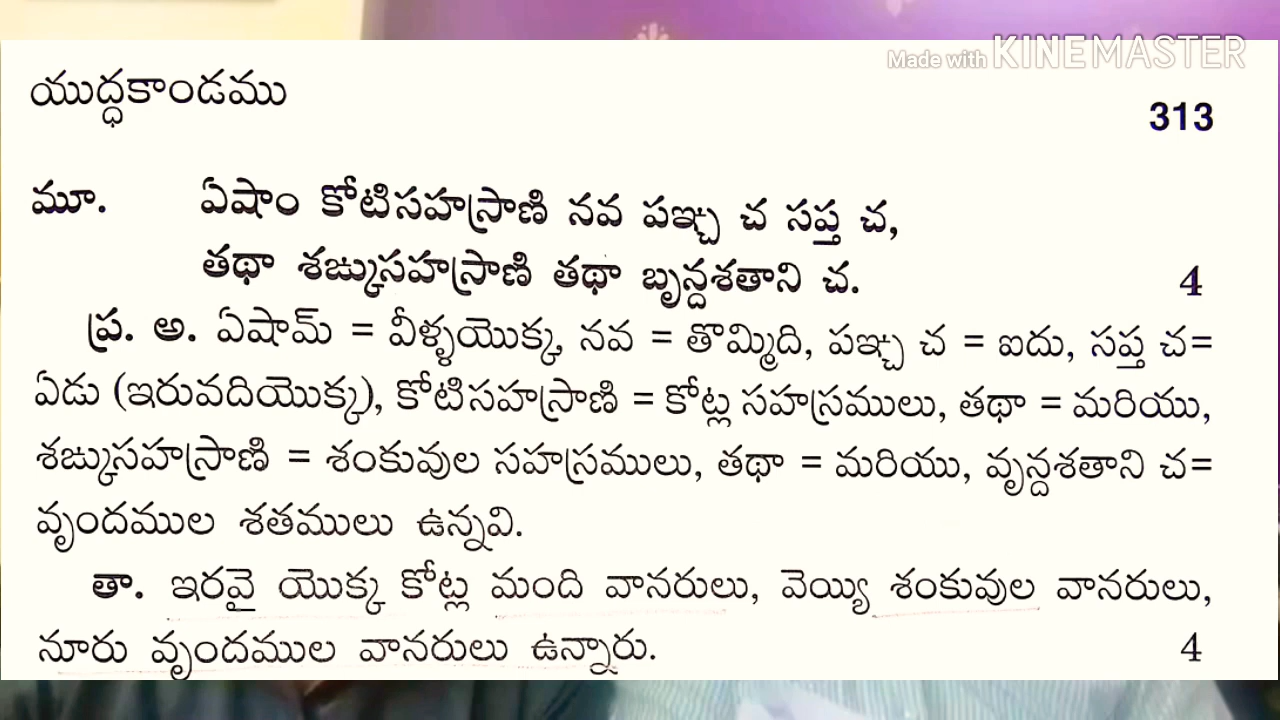 Made with KINEMASTER
యుద్ధకాండము
313
మూ. ఏషాం కోటిసహస్రాణి నవ పఞ్చ చ సప్త చ,
తథా శఙ్కుసహస్రాణి తథా బృన్దశతాని చ. 4
ప్ర. అ. ఏషామ్ = వీళ్ళయొక్క నవ = తొమ్మిది, పఞ్చ చ = ఐదు, సప్త చ=
ఏడు (ఇరువదియొక్క), కోటిసహస్రాణి = కోట్ల సహస్రములు, తథా = మరియు,
శఙ్కుసహస్రాణి = శంకువుల సహస్రములు, తథా = మరియు, వృన్దశతాని చ=
వృందముల శతములు ఉన్నవి.
తా. ఇరవై యొక్క కోట్ల మంది వానరులు, వెయ్యి శంకువుల వానరులు,
నూరు వృందముల వానరులు ఉన్నారు. 4